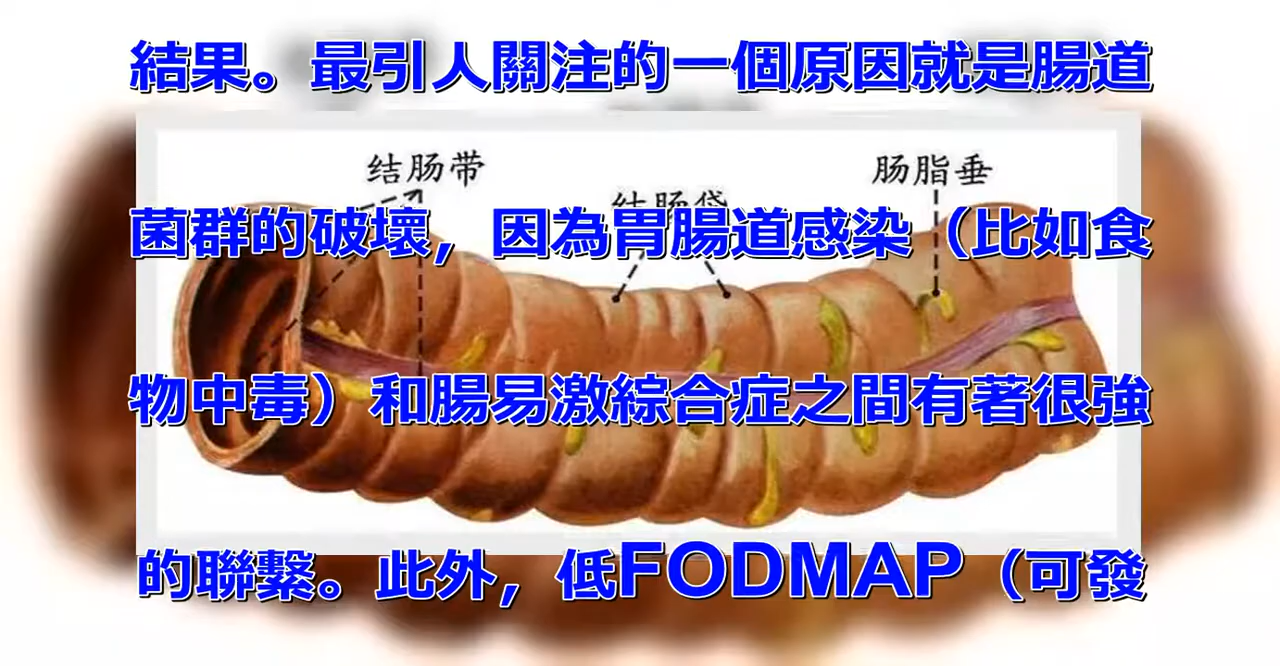 結果。最引人關注的一個原因就是腸道
结肠带
肠脂垂
结肠袋
菌群的破壞，因為胃腸道感染（比如食
物中毒）和腸易激綜合症之間有著很強
的聯繫。此外，低FODMAP（可發